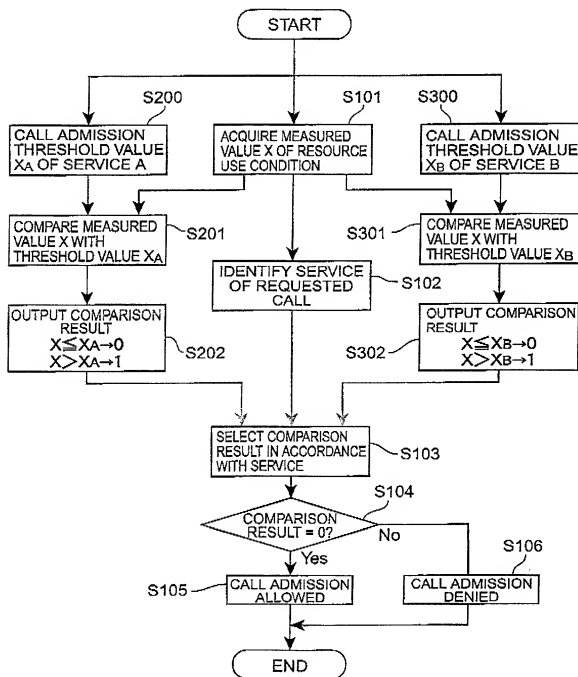 START
S200
S101
S300
CALL ADMISSION
THRESHOLD VALUE
XA OF SERVICE A
ACQUIRE MEASURED
VALUE X OF RESOURCE
USE CONDITION
CALL ADMISSION
THRESHOLD VALUE
XB OF SERVICE B
COMPARE MEASURED
VALUE X WITH
THRESHOLD VALUE XA
S201
S301
COMPARE MEASURED
VALUE X WITH
THRESHOLD VALUE XB
IDENTIFY SERVICE
OF REQUESTED
CALL
S102
OUTPUT COMPARISON
RESULT
X≦XA→0
X>XA→1
S202
S302
OUTPUT COMPARISON
RESULT
X≦XB→0
X>XB→1
SELECT COMPARISON
RESULT IN ACCORDANCE
WITH SERVICE
S103
S104
COMPARISON
RESULT = 0?
No
Yes
S106
S105
CALL ADMISSION
ALLOWED
CALL ADMISSION
DENIED
END